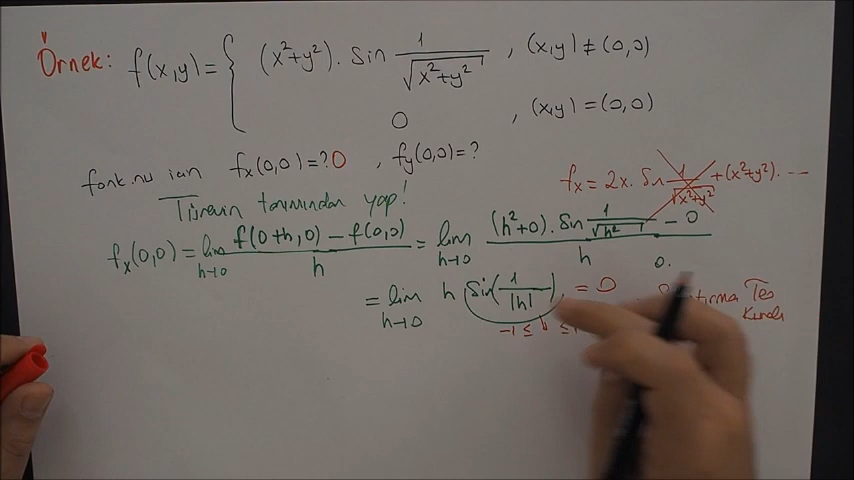 Örnek: f(x,y) = { (x²+y²). Sin 1/√(x²+y²) , (x,y) ≠ (0,0)
0 , (x,y) = (0,0)
fonk.nu için fx(0,0)=?0 , fy(0,0)=?
Türevin tanımından yap!
fx = 2x. Sin 1/√(x²+y²) + (x²+y²). ...
fx(0,0) = lim h→0 f(0+h,0) − f(0,0) / h = lim h→0 (h²+0). Sin 1/√h² − 0 / h
0.
= lim h→0 h Sin(1/|h|) = 0
Teo
−1 ≤ ≤ 1